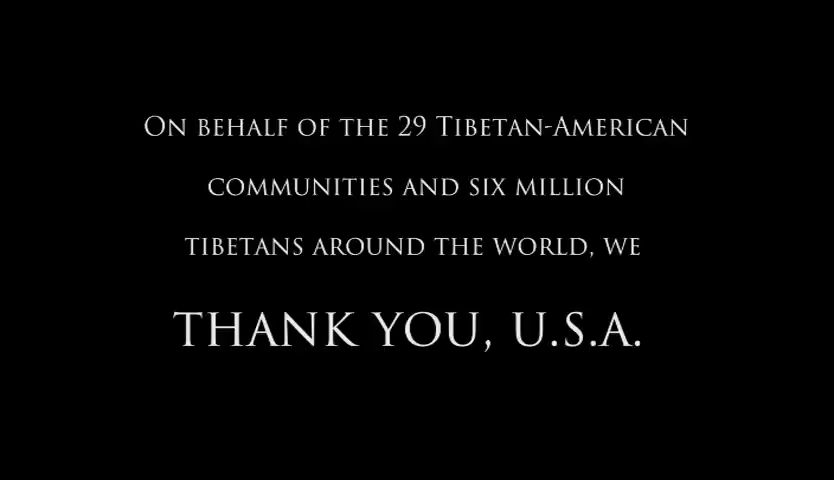 On behalf of the 29 Tibetan-American
communities and six million
tibetans around the world, we
THANK YOU, U.S.A.